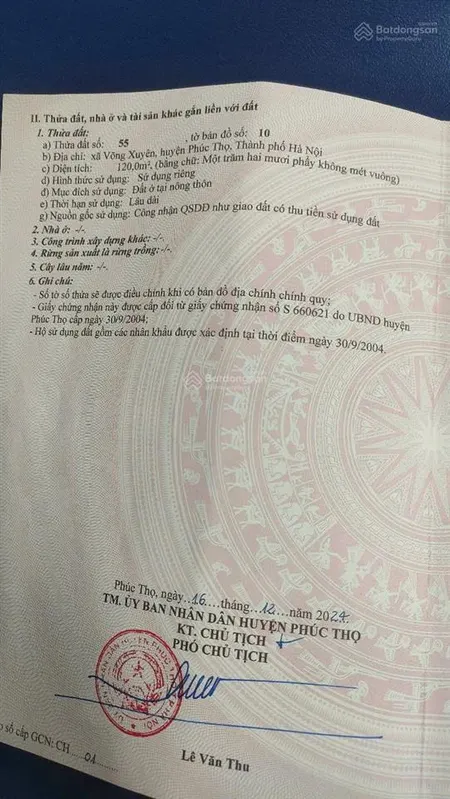 Batdongsan
by PropertyGuru
II. Thửa đất, nhà ở và tài sản khác gắn liền với đất
1. Thửa đất:
a) Thửa đất số: 55 , tờ bản đồ số: 10
b) Địa chỉ: xã Võng Xuyên, huyện Phúc Thọ, Thành phố Hà Nội
c) Diện tích: 120,0m², (bằng chữ: Một trăm hai mươi phẩy không mét vuông)
d) Hình thức sử dụng: Sử dụng riêng
đ) Mục đích sử dụng: Đất ở tại nông thôn
e) Thời hạn sử dụng: Lâu dài
g) Nguồn gốc sử dụng: Công nhận QSDĐ như giao đất có thu tiền sử dụng đất
2. Nhà ở: -/-.
3. Công trình xây dựng khác: -/-.
4. Rừng sản xuất là rừng trồng: -/-.
5. Cây lâu năm: -/-.
6. Ghi chú:
- Số tờ số thửa sẽ được điều chỉnh khi có bản đồ địa chính chính quy;
- Giấy chứng nhận này được cấp đổi từ giấy chứng nhận số S 660621 do UBND huyện
Phúc Thọ cấp ngày 30/9/2004;
- Hộ sử dụng đất gồm các nhân khẩu được xác định tại thời điểm ngày 30/9/2004.
Batdongsan
Phúc Thọ, ngày 16 tháng 12 năm 2024
TM. ỦY BAN NHÂN DÂN HUYỆN PHÚC THỌ
KT. CHỦ TỊCH
PHÓ CHỦ TỊCH
Lê Văn Thu
số cấp GCN: CH 01